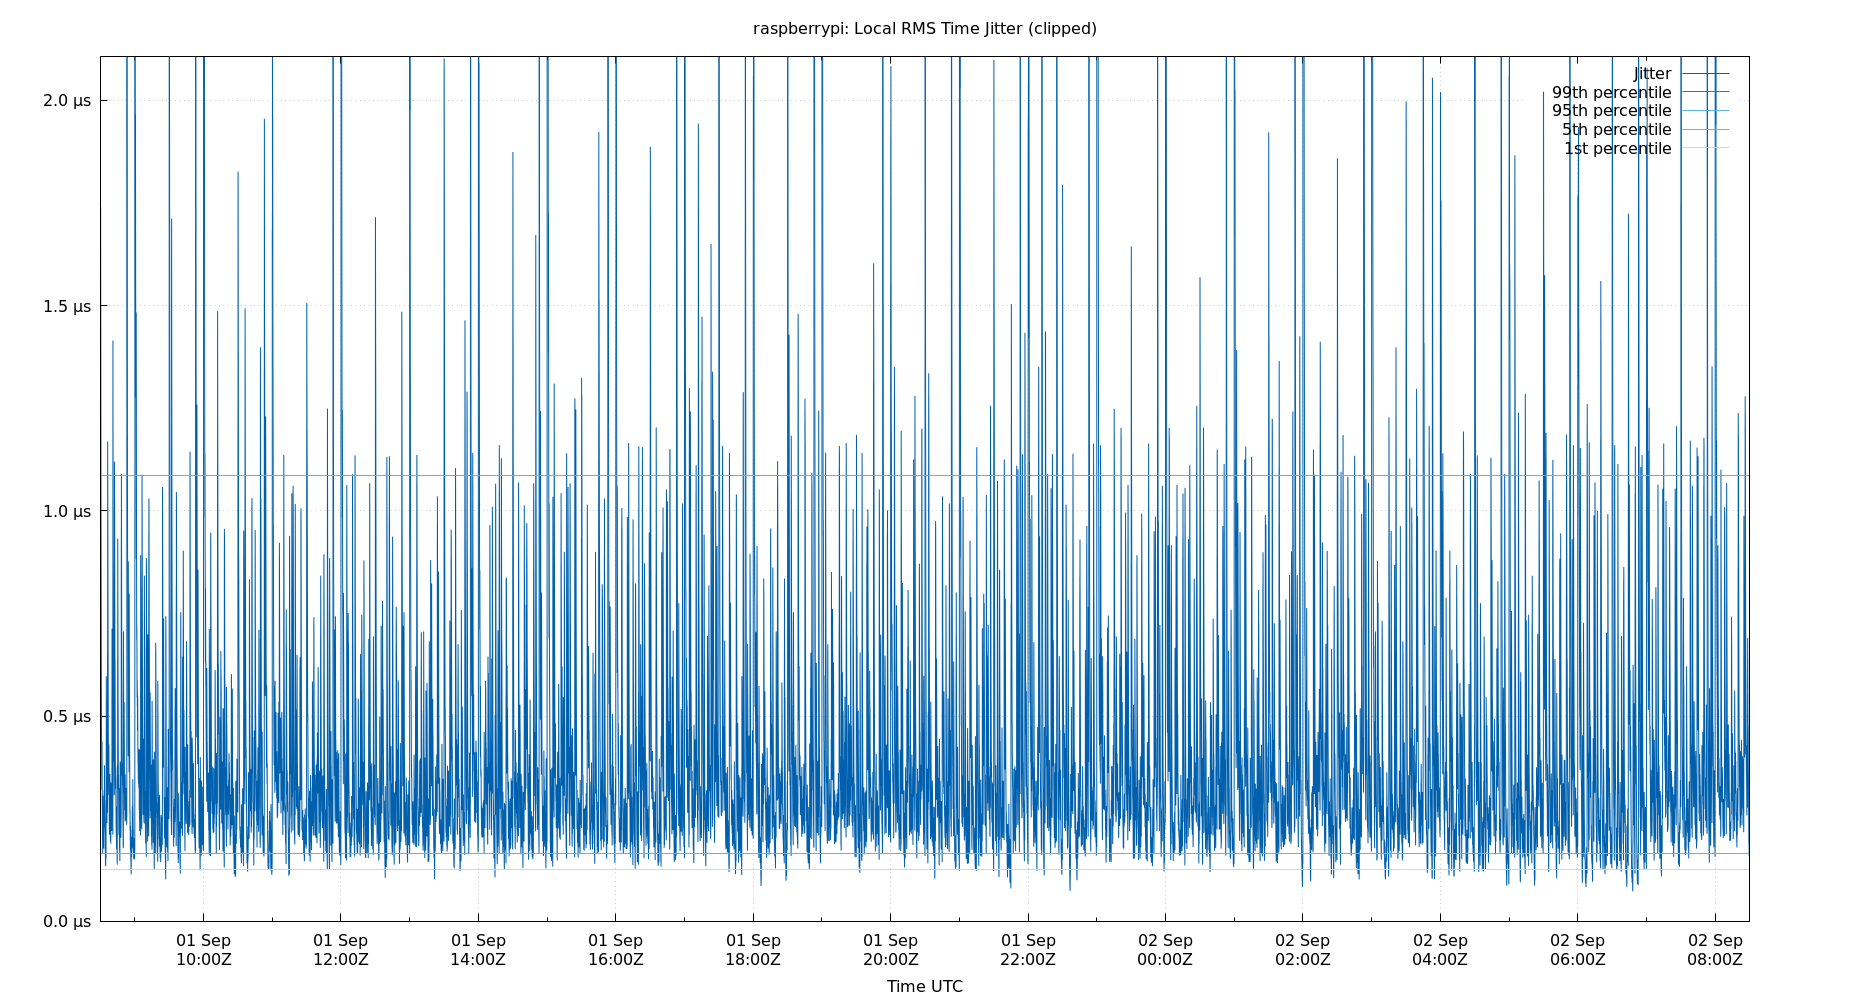 raspberrypi: Local RMS Time Jitter (clipped)
Jitter
99th percentile
95th percentile
5th percentile
1st percentile
2.0 µs
1.5 µs
1.0 µs
0.5 µs
0.0 µs
01 Sep 01 Sep 01 Sep 01 Sep 01 Sep 01 Sep 01 Sep 02 Sep 02 Sep 02 Sep 02 Sep 02 Sep
10:00Z 12:00Z 14:00Z 16:00Z 18:00Z 20:00Z 22:00Z 00:00Z 02:00Z 04:00Z 06:00Z 08:00Z
Time UTC